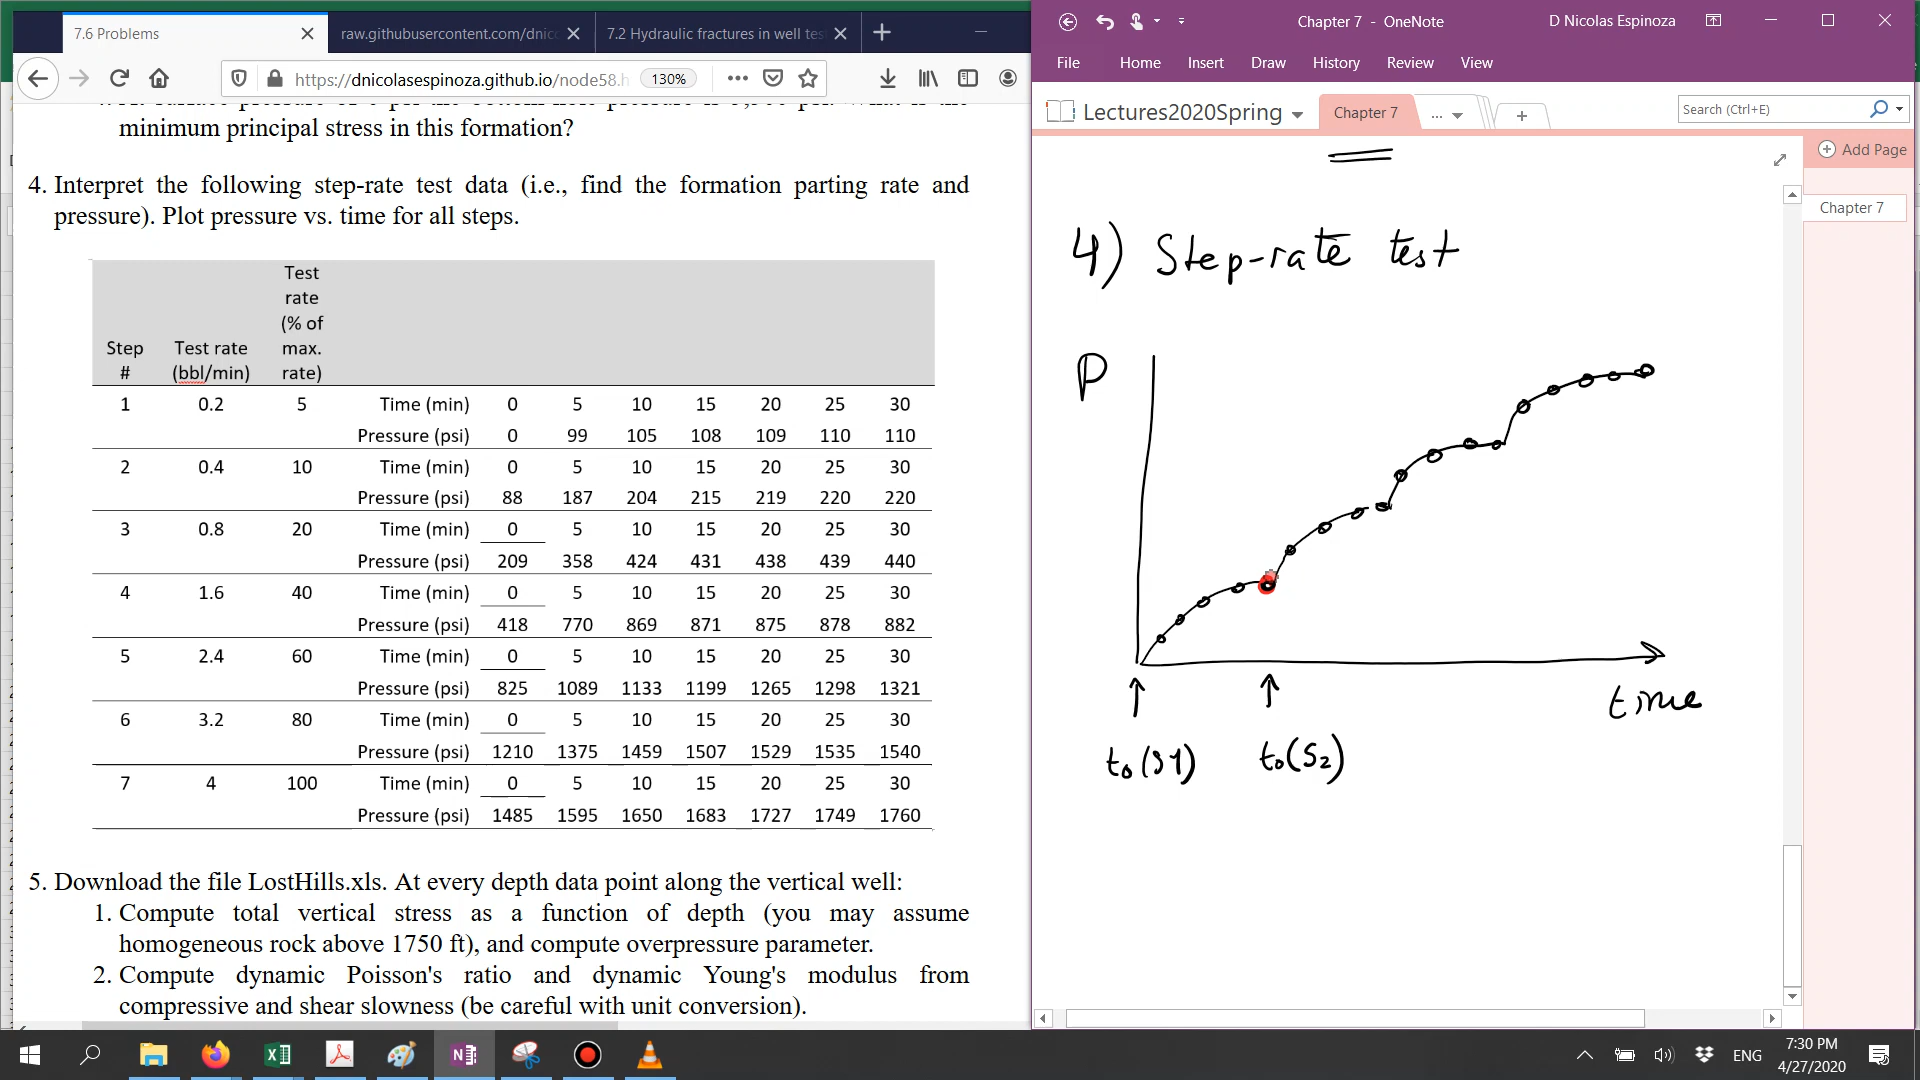 7.6 Problems
raw.githubusercontent.com/dnic
7.2 Hydraulic fractures in well tes
https://dnicolasespinoza.github.io/node58.h
130%
minimum principal stress in this formation?
4. Interpret the following step-rate test data (i.e., find the formation parting rate and
pressure). Plot pressure vs. time for all steps.
Step # Test rate (bbl/min) Test rate (% of max. rate)
1 0.2 5 Time (min) 0 5 10 15 20 25 30
Pressure (psi) 0 99 105 108 109 110 110
2 0.4 10 Time (min) 0 5 10 15 20 25 30
Pressure (psi) 88 187 204 215 219 220 220
3 0.8 20 Time (min) 0 5 10 15 20 25 30
Pressure (psi) 209 358 424 431 438 439 440
4 1.6 40 Time (min) 0 5 10 15 20 25 30
Pressure (psi) 418 770 869 871 875 878 882
5 2.4 60 Time (min) 0 5 10 15 20 25 30
Pressure (psi) 825 1089 1133 1199 1265 1298 1321
6 3.2 80 Time (min) 0 5 10 15 20 25 30
Pressure (psi) 1210 1375 1459 1507 1529 1535 1540
7 4 100 Time (min) 0 5 10 15 20 25 30
Pressure (psi) 1485 1595 1650 1683 1727 1749 1760
5. Download the file LostHills.xls. At every depth data point along the vertical well:
1. Compute total vertical stress as a function of depth (you may assume
homogeneous rock above 1750 ft), and compute overpressure parameter.
2. Compute dynamic Poisson's ratio and dynamic Young's modulus from
compressive and shear slowness (be careful with unit conversion).
Chapter 7 - OneNote
D Nicolas Espinoza
File Home Insert Draw History Review View
Lectures2020Spring
Chapter 7
...
Search (Ctrl+E)
Add Page
Chapter 7
4) Step-rate test
P
time
to(S1) to(S2)
ENG
7:30 PM
4/27/2020